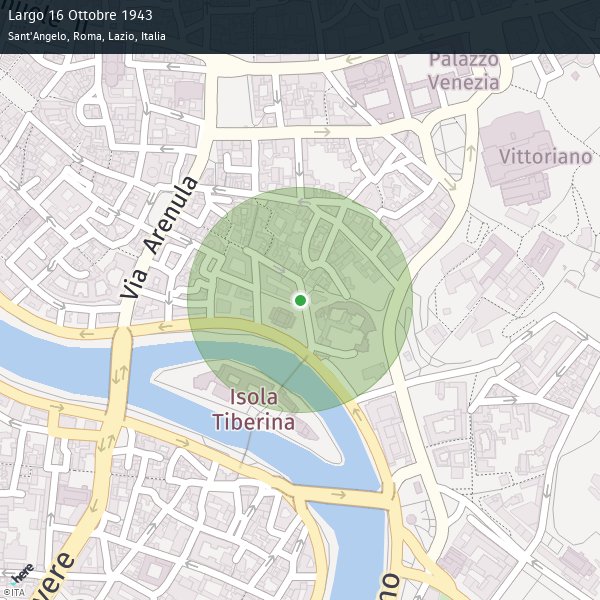 Largo 16 Ottobre 1943
Sant'Angelo, Roma, Lazio, Italia
Palazzo
Venezia
Vittoriano
Via Arenula
Isola
Tiberina
vere
no
here
©ITA